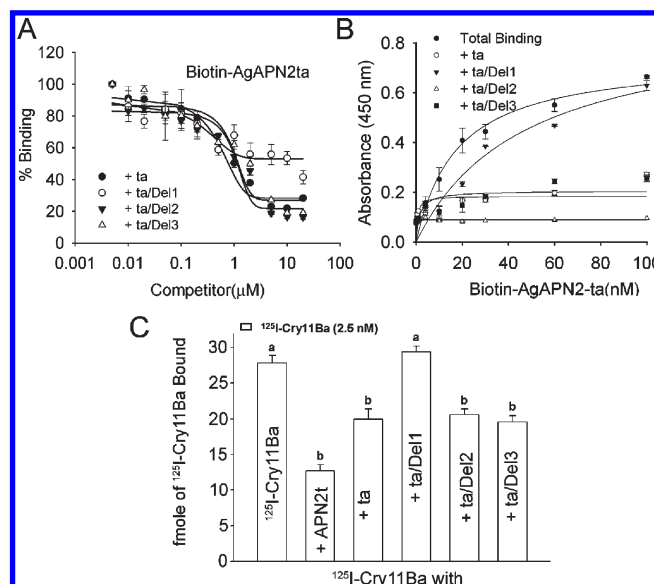 A
Biotin-AgAPN2ta
120
100
80
60
40
20
0
% Binding
+ ta
+ ta/Del1
+ ta/Del2
+ ta/Del3
0.001 0.01 0.1 1 10 100
Competitor(μM)
B
Total Binding
+ ta
+ ta/Del1
+ ta/Del2
+ ta/Del3
0.8
0.6
0.4
0.2
0.0
Absorbance (450 nm)
0 20 40 60 80 100
Biotin-AgAPN2-ta(nM)
C
¹²⁵I-Cry11Ba (2.5 nM)
30
25
20
15
10
5
0
fmole of ¹²⁵I-Cry11Ba Bound
a
b
b
a
b
b
¹²⁵I-Cry11Ba
+ APN2t
+ ta
+ ta/Del1
+ ta/Del2
+ ta/Del3
¹²⁵I-Cry11Ba with